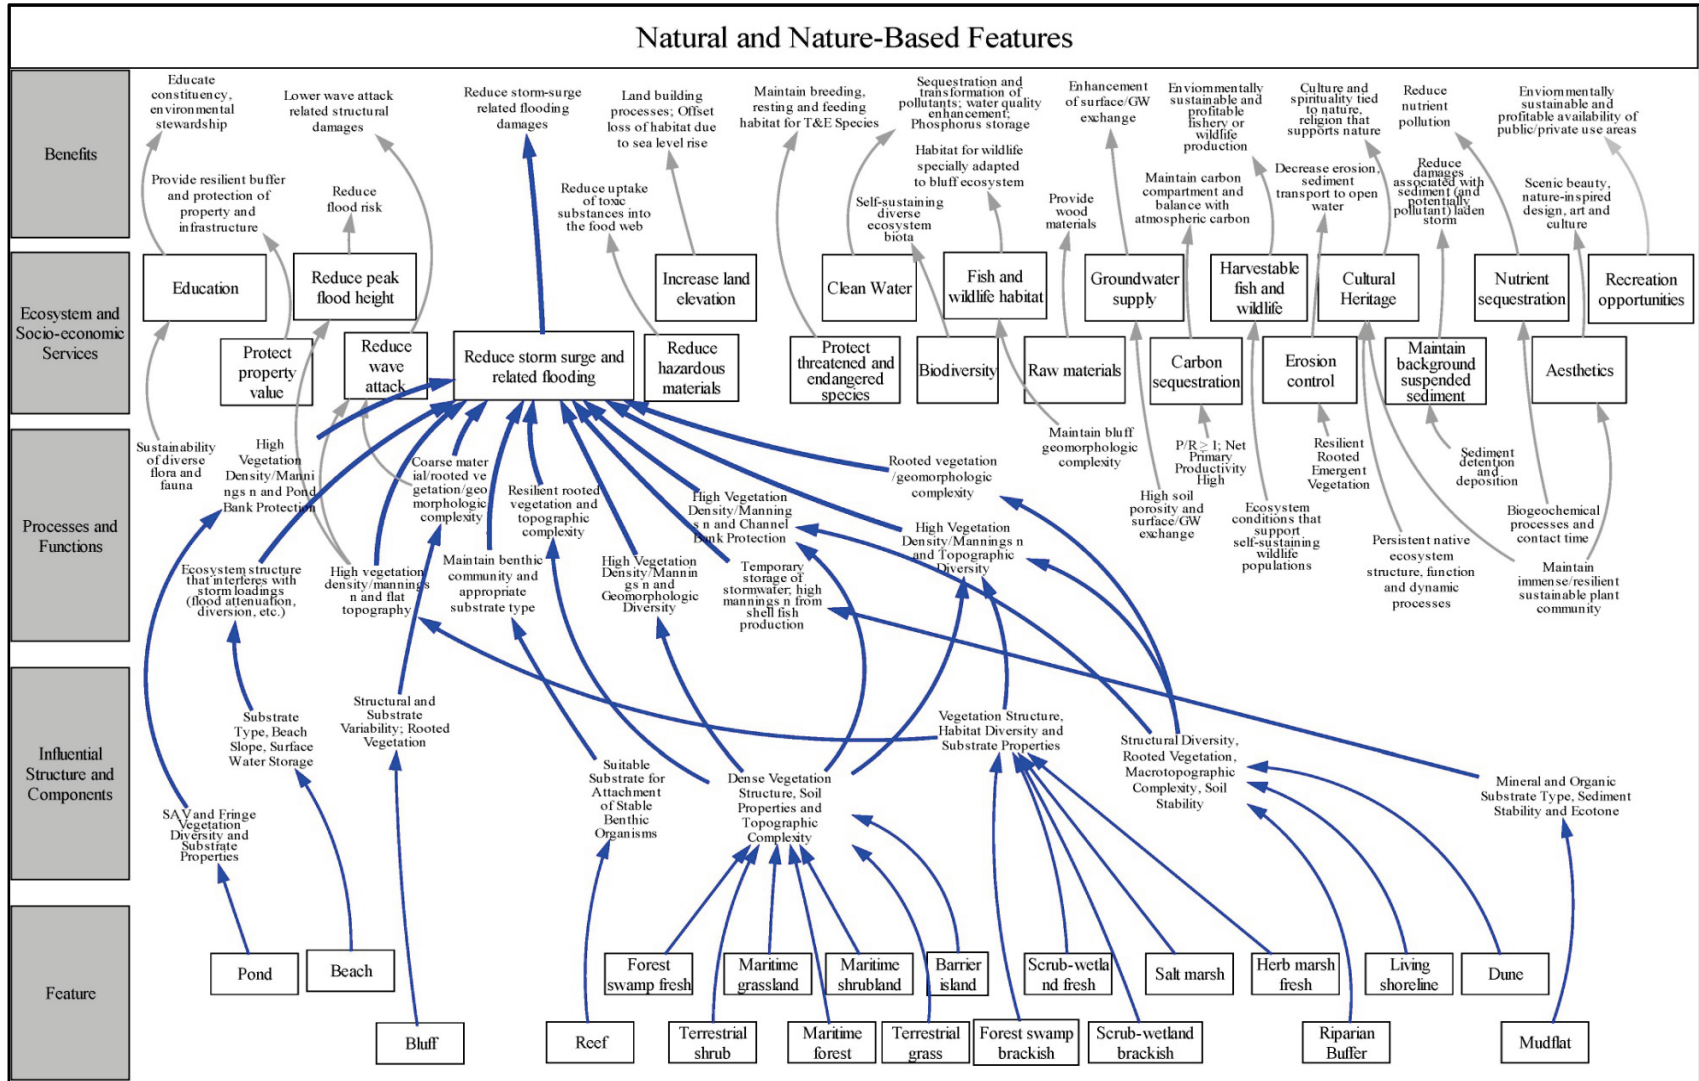 Natural and Nature-Based Features
Benefits
Educate
constituency,
environmental
stewardship
Lower wave attack
related structural
damages
Reduce storm-surge
related flooding
damages
Land building
processes; Offset
loss of habitat due
to sea level rise
Maintain breeding,
resting and feeding
habitat for T&E Species
Sequestration and
transformation of
pollutants; water quality
enhancement;
Phosphorus storage
Enhancement
of surface/GW
exchange
Enviornmentally
sustainable and
profitable
fishery or
wildlife
production
Culture and
spirituality tied
to nature,
religion that
supports nature
Reduce
nutrient
pollution
Enviornmentally
sustainable and
profitable availability of
public/private use areas
Provide resilient buffer
and protection of
property and
infrastructure
Reduce
flood risk
Reduce uptake
of toxic
substances into
the food web
Self-sustaining
diverse
ecosystem
biota
Habitat for wildlife
specially adapted
to bluff ecosystem
Provide
wood
materials
Maintain carbon
compartment and
balance with
atmospheric carbon
Decrease erosion,
sediment
transport to open
water
Reduce
damages
associated with
sediment (and
potentially
pollutant) laden
storm
Scenic beauty,
nature-inspired
design, art and
culture
Ecosystem and
Socio-economic
Services
Education
Reduce peak
flood height
Increase land
elevation
Clean Water
Fish and
wildlife habitat
Groundwater
supply
Harvestable
fish and
wildlife
Cultural
Heritage
Nutrient
sequestration
Recreation
opportunities
Protect
property
value
Reduce
wave
attack
Reduce storm surge and
related flooding
Reduce
hazardous
materials
Protect
threatened and
endangered
species
Biodiversity
Raw materials
Carbon
sequestration
Erosion
control
Maintain
background
suspended
sediment
Aesthetics
Processes and
Functions
Sustainability
of diverse
flora and
fauna
High
Vegetation
Density/Manni
ngs n and Pond
Bank Protection
Coarse mater
ial/rooted ve
getation/geo
morphologic
complexity
Resilient rooted
vegetation and
topographic
complexity
High Vegetation
Density/Manning
s n and Channel
Bank Protection
Rooted vegetation
/geomorphologic
complexity
Maintain bluff
geomorphologic
complexity
P/R ≥ 1; Net
Primary
Productivity
High
Resilient
Rooted
Emergent
Vegetation
Sediment
detention
and
deposition
High soil
porosity and
surface/GW
exchange
Ecosystem
conditions that
support
self-sustaining
wildlife
populations
Persistent native
ecosystem
structure, function
and dynamic
processes
Biogeochemical
processes and
contact time
Maintain
immense/resilient
sustainable plant
community
Ecosystem structure
that interferes with
storm loadings
(flood attenuation,
diversion, etc.)
High vegetation
density/mannings
n and flat
topography
Maintain benthic
community and
appropriate
substrate type
High Vegetation
Density/Mannin
gs n and
Geomorphologic
Diversity
Temporary
storage of
stormwater; high
mannings n from
shell fish
production
High Vegetation
Density/Mannings n
and Topographic
Diversity
Influential
Structure and
Components
SAV and Fringe
Vegetation
Diversity and
Substrate
Properties
Substrate
Type, Beach
Slope, Surface
Water Storage
Structural and
Substrate
Variability; Rooted
Vegetation
Suitable
Substrate for
Attachment
of Stable
Benthic
Organisms
Dense Vegetation
Structure, Soil
Properties and
Topographic
Complexity
Vegetation Structure,
Habitat Diversity and
Substrate Properties
Structural Diversity,
Rooted Vegetation,
Macrotopographic
Complexity, Soil
Stability
Mineral and Organic
Substrate Type, Sediment
Stability and Ecotone
Feature
Pond
Beach
Forest
swamp fresh
Maritime
grassland
Maritime
shrubland
Barrier
island
Scrub-wetla
nd fresh
Salt marsh
Herb marsh
fresh
Living
shoreline
Dune
Bluff
Reef
Terrestrial
shrub
Maritime
forest
Terrestrial
grass
Forest swamp
brackish
Scrub-wetland
brackish
Riparian
Buffer
Mudflat